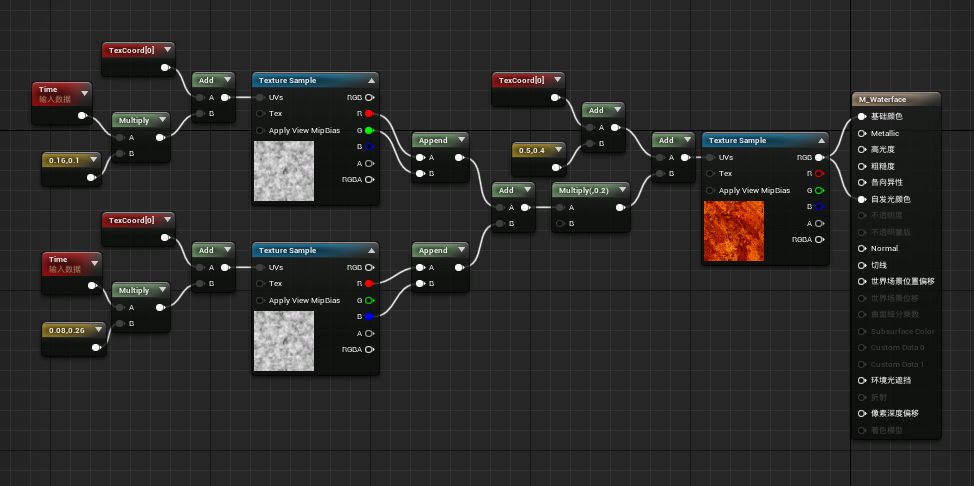 TexCoord[0]
Time
输入数据
Multiply
A
B
0.16,0.1
Add
A
B
Texture Sample
UVs
Tex
Apply View MipBias
RGB
R
G
B
A
RGBA
Append
A
B
TexCoord[0]
Time
输入数据
Multiply
A
B
0.08,0.26
Add
A
B
Texture Sample
UVs
Tex
Apply View MipBias
RGB
R
G
B
A
RGBA
Append
A
B
Add
A
B
Multiply(,0.2)
A
B
TexCoord[0]
0.5,0.4
Add
A
B
Add
A
B
Texture Sample
UVs
Tex
Apply View MipBias
RGB
R
G
B
A
RGBA
M_Waterface
基础颜色
Metallic
高光度
粗糙度
各向异性
自发光颜色
不透明度
不透明蒙版
Normal
切线
世界场景位置偏移
世界场景位移
曲面细分乘数
Subsurface Color
Custom Data 0
Custom Data 1
环境光遮挡
折射
像素深度偏移
着色模型